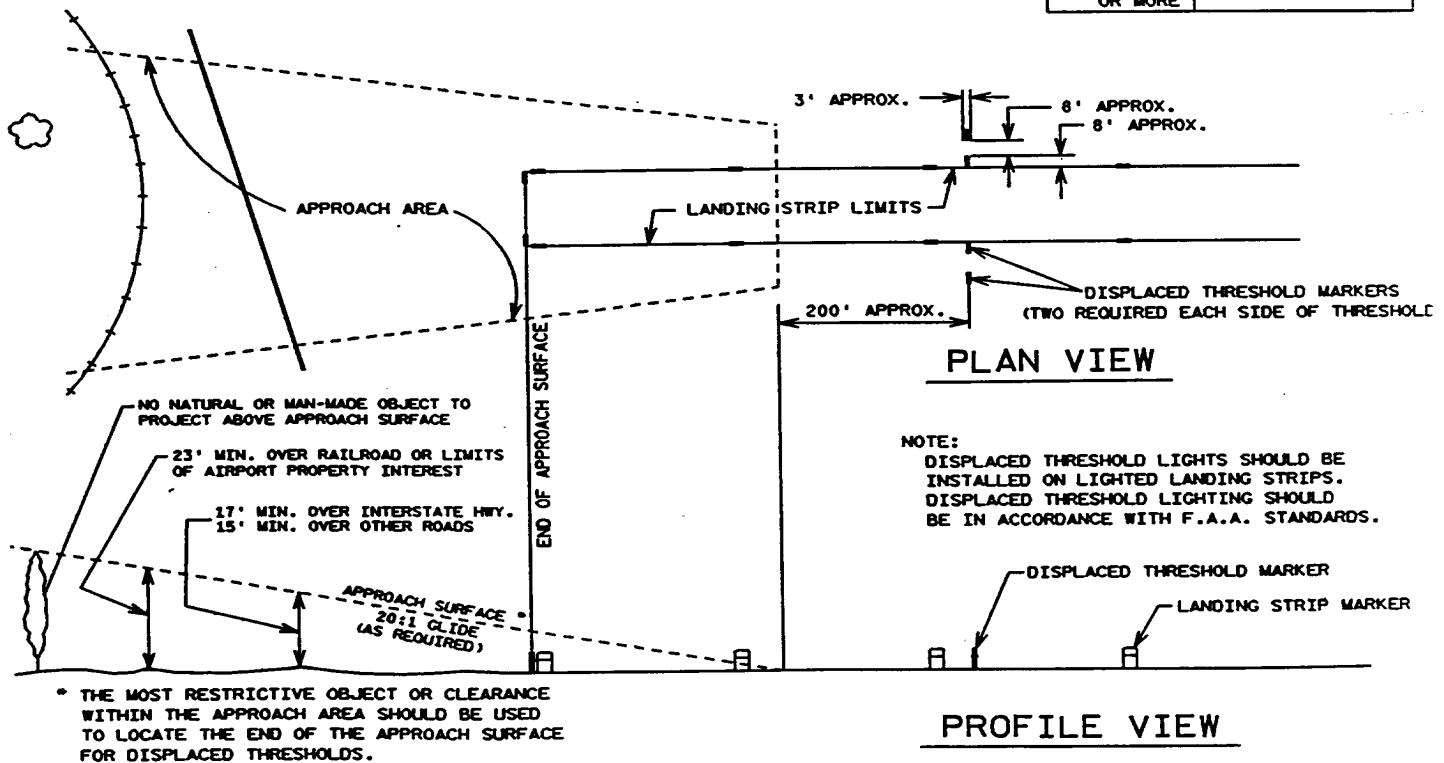 OR MORE
3' APPROX.
8' APPROX.
8' APPROX.
APPROACH AREA
LANDING STRIP LIMITS
DISPLACED THRESHOLD MARKERS
(TWO REQUIRED EACH SIDE OF THRESHOLD
200' APPROX.
PLAN VIEW
END OF APPROACH SURFACE
NO NATURAL OR MAN-MADE OBJECT TO
PROJECT ABOVE APPROACH SURFACE
23' MIN. OVER RAILROAD OR LIMITS
OF AIRPORT PROPERTY INTEREST
17' MIN. OVER INTERSTATE HWY.
15' MIN. OVER OTHER ROADS
NOTE:
DISPLACED THRESHOLD LIGHTS SHOULD BE
INSTALLED ON LIGHTED LANDING STRIPS.
DISPLACED THRESHOLD LIGHTING SHOULD
BE IN ACCORDANCE WITH F.A.A. STANDARDS.
APPROACH SURFACE *
20:1 GLIDE
(AS REQUIRED)
DISPLACED THRESHOLD MARKER
LANDING STRIP MARKER
* THE MOST RESTRICTIVE OBJECT OR CLEARANCE
WITHIN THE APPROACH AREA SHOULD BE USED
TO LOCATE THE END OF THE APPROACH SURFACE
FOR DISPLACED THRESHOLDS.
PROFILE VIEW